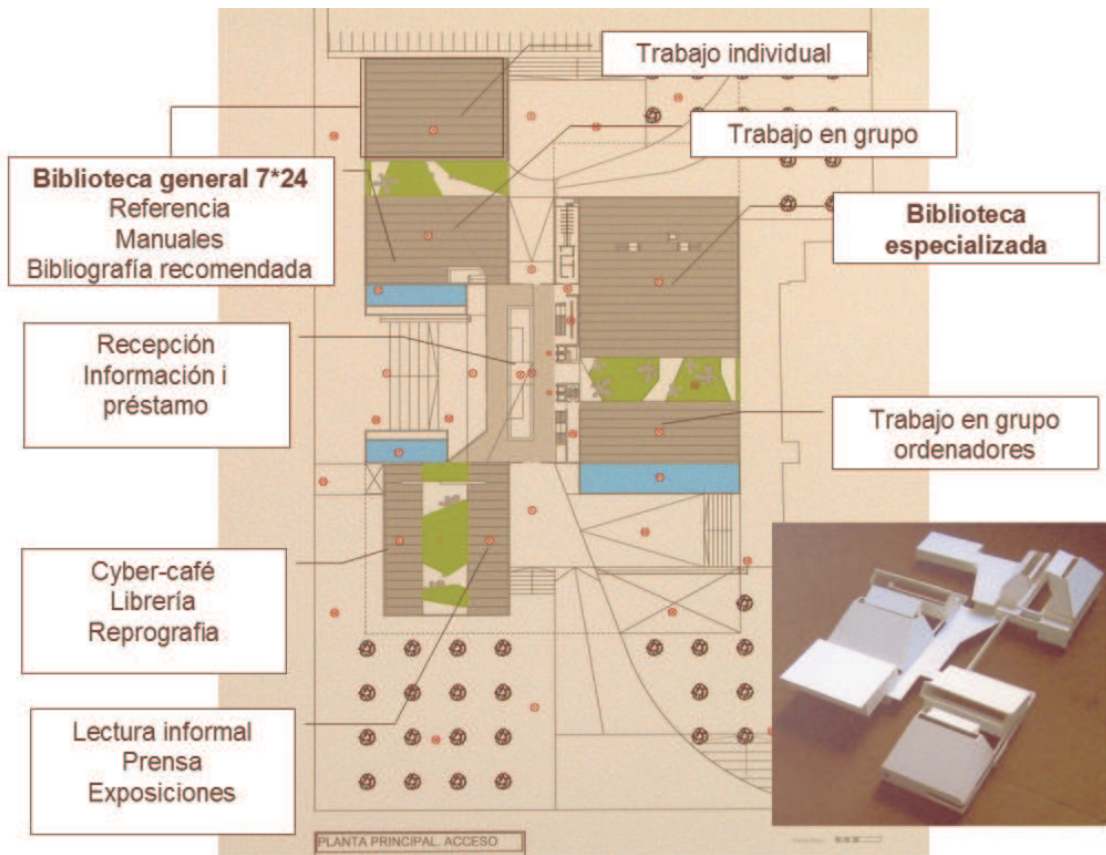 Trabajo individual
Trabajo en grupo
Biblioteca general 7*24
Referencia
Manuales
Bibliografía recomendada
Biblioteca
especializada
Recepción
Información i
préstamo
Trabajo en grupo
ordenadores
Cyber-café
Librería
Reprografia
Lectura informal
Prensa
Exposiciones
PLANTA PRINCIPAL. ACCESO